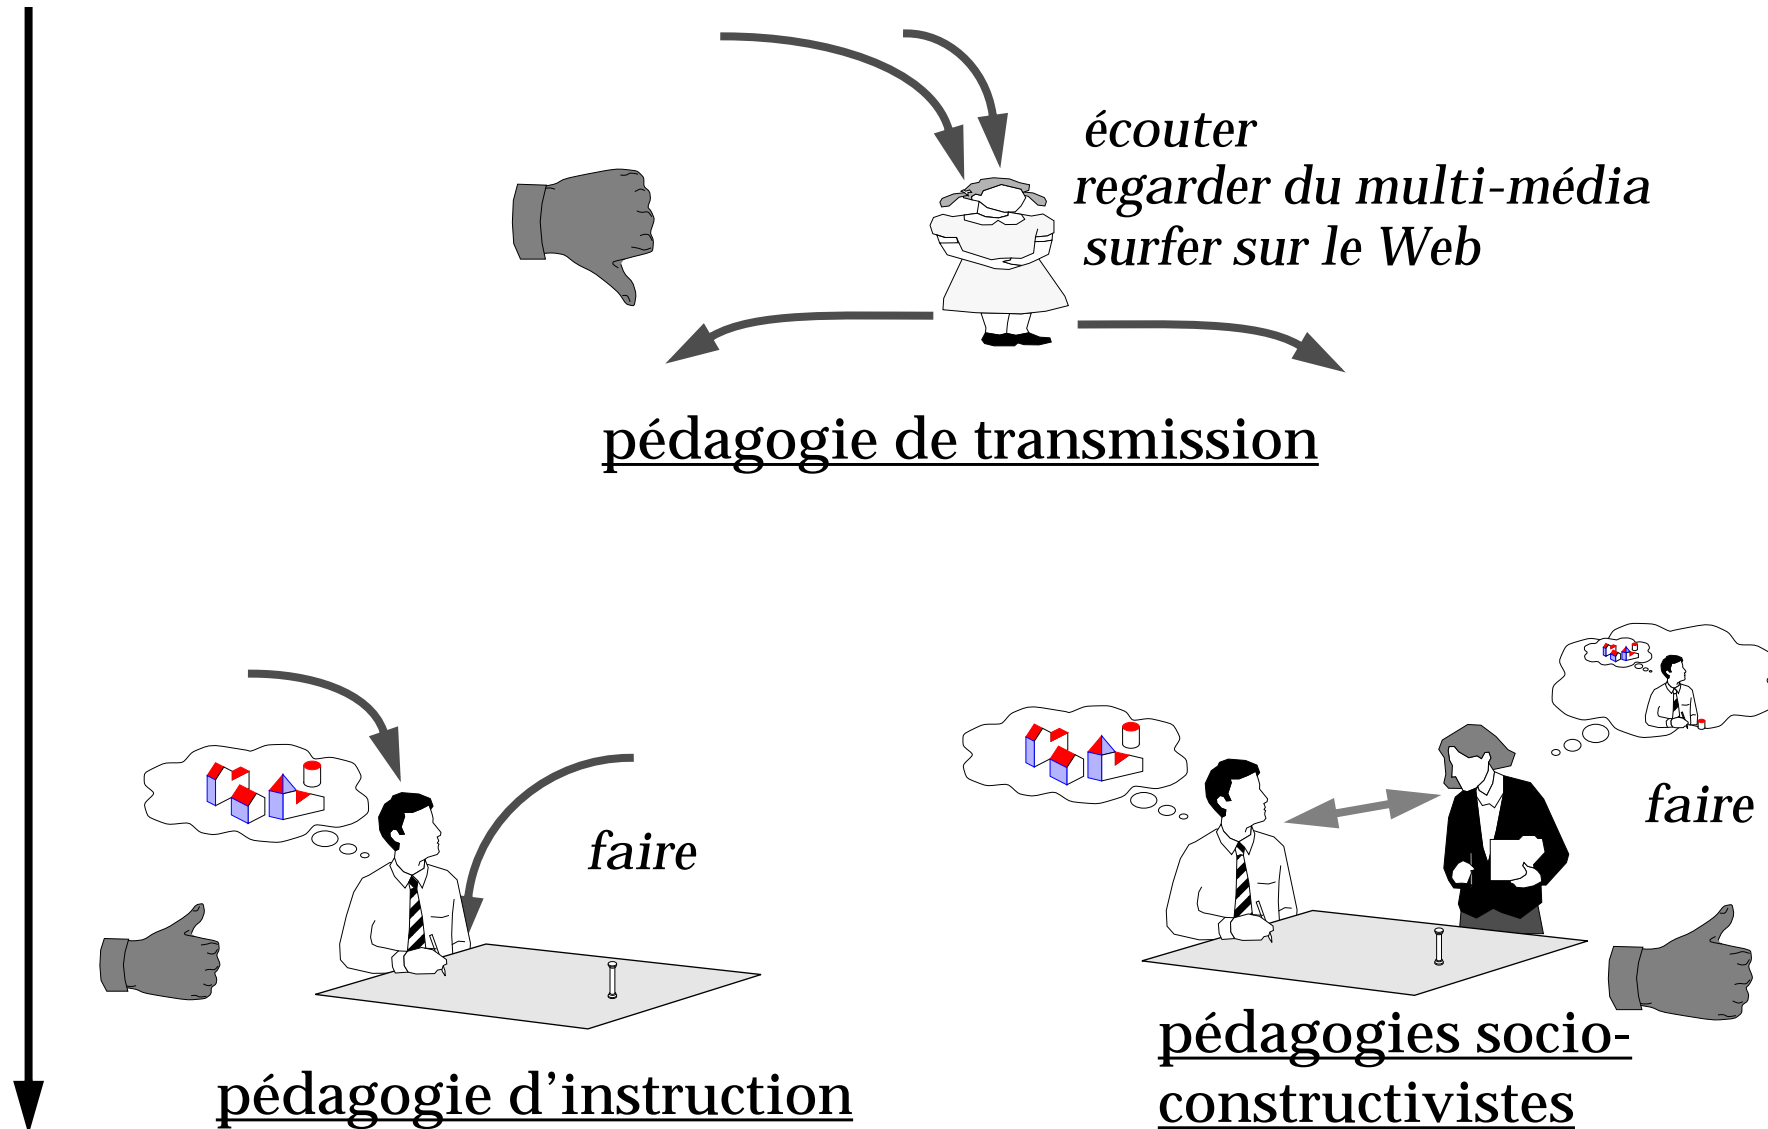 écouter
regarder du multi-média
surfer sur le Web
pédagogie de transmission
faire
faire
pédagogie d’instruction
pédagogies socio-
constructivistes